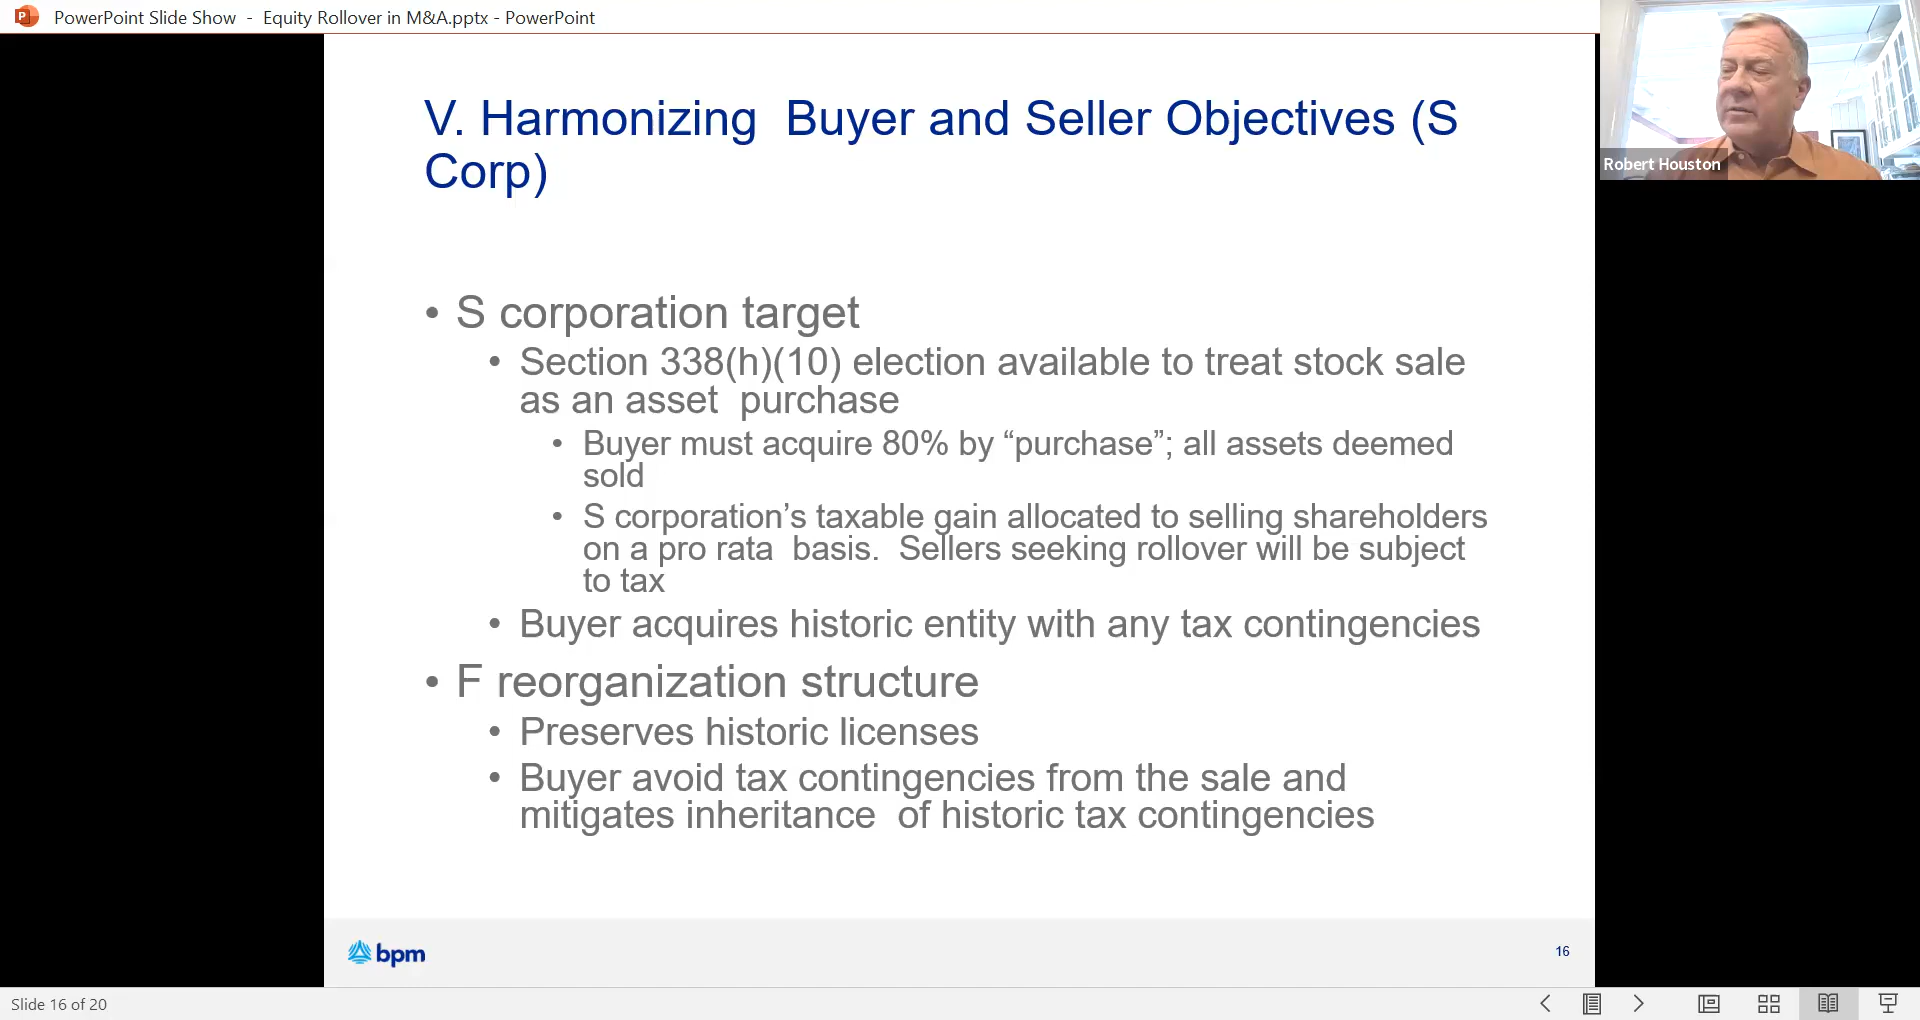 PowerPoint Slide Show - Equity Rollover in M&A.pptx - PowerPoint
Robert Houston
V. Harmonizing  Buyer and Seller Objectives (S
Corp)
• S corporation target
• Section 338(h)(10) election available to treat stock sale
as an asset  purchase
• Buyer must acquire 80% by “purchase”; all assets deemed
sold
• S corporation’s taxable gain allocated to selling shareholders
on a pro rata  basis.  Sellers seeking rollover will be subject
to tax
• Buyer acquires historic entity with any tax contingencies
• F reorganization structure
• Preserves historic licenses
• Buyer avoid tax contingencies from the sale and
mitigates inheritance  of historic tax contingencies
bpm
16
Slide 16 of 20